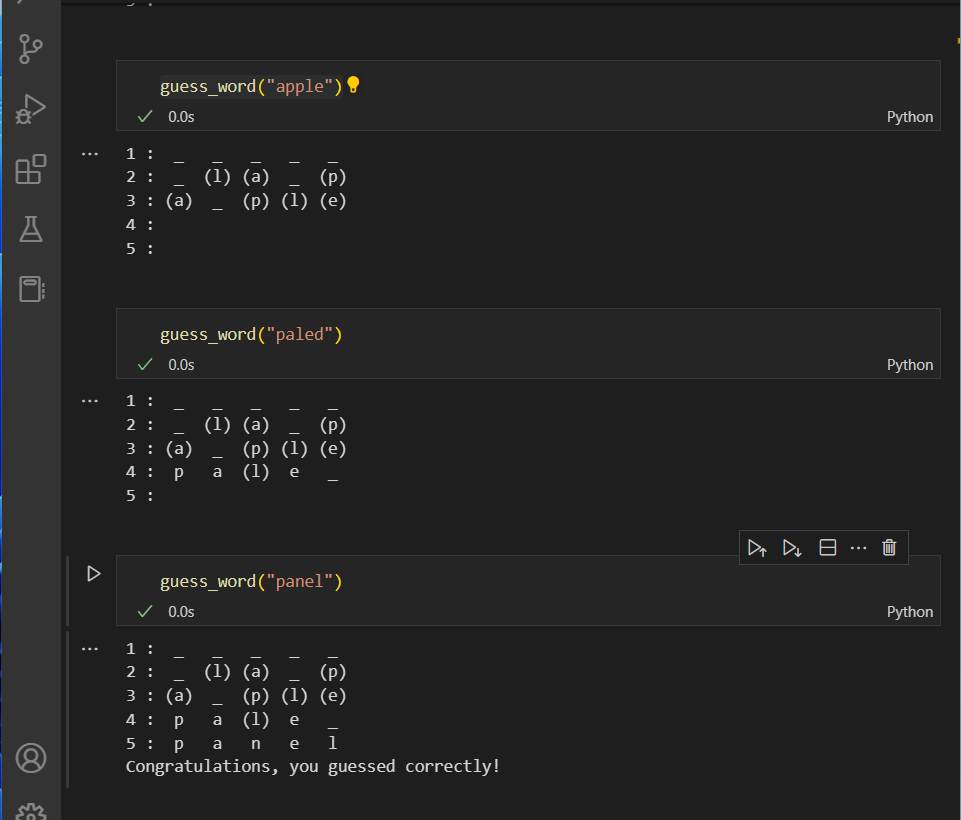 guess_word("apple")
0.0s
Python
1 : _ _ _ _ _
2 : _ (l) (a) _ (p)
3 : (a) _ (p) (l) (e)
4 :
5 :
guess_word("paled")
0.0s
Python
1 : _ _ _ _ _
2 : _ (l) (a) _ (p)
3 : (a) _ (p) (l) (e)
4 : p a (l) e _
5 :
guess_word("panel")
0.0s
Python
1 : _ _ _ _ _
2 : _ (l) (a) _ (p)
3 : (a) _ (p) (l) (e)
4 : p a (l) e _
5 : p a n e l
Congratulations, you guessed correctly!